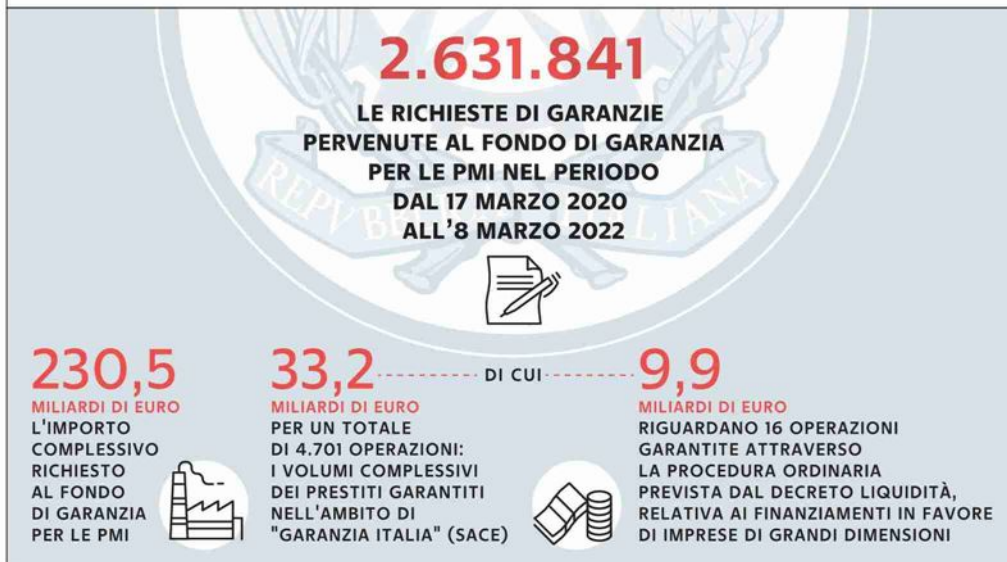 2.631.841
LE RICHIESTE DI GARANZIE
PERVENUTE AL FONDO DI GARANZIA
PER LE PMI NEL PERIODO
DAL 17 MARZO 2020
ALL'8 MARZO 2022
REPVBBLICA ITALIANA
230,5
MILIARDI DI EURO
L'IMPORTO
COMPLESSIVO
RICHIESTO
AL FONDO
DI GARANZIA
PER LE PMI
33,2
DI CUI
MILIARDI DI EURO
PER UN TOTALE
DI 4.701 OPERAZIONI:
I VOLUMI COMPLESSIVI
DEI PRESTITI GARANTITI
NELL'AMBITO DI
"GARANZIA ITALIA" (SACE)
9,9
MILIARDI DI EURO
RIGUARDANO 16 OPERAZIONI
GARANTITE ATTRAVERSO
LA PROCEDURA ORDINARIA
PREVISTA DAL DECRETO LIQUIDITÀ,
RELATIVA AI FINANZIAMENTI IN FAVORE
DI IMPRESE DI GRANDI DIMENSIONI